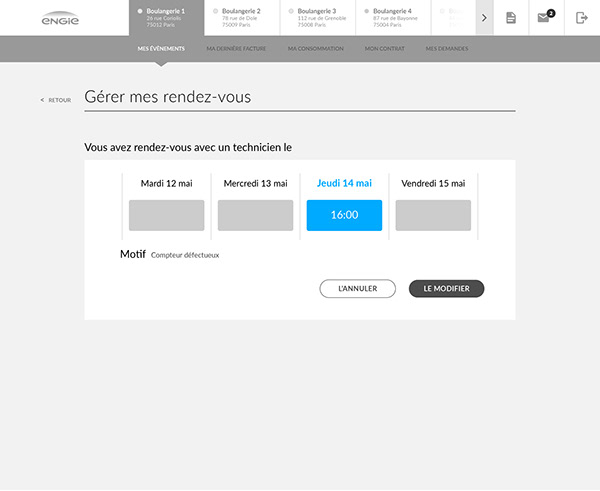 ENGIE
Boulangerie 1
26 rue Coriolis
75012 Paris
Boulangerie 2
78 rue de Dole
75009 Paris
Boulangerie 3
112 rue de Grenoble
75008 Paris
Boulangerie 4
87 rue de Bayonne
75004 Paris
2
MES ÉVÉNEMENTS
MA DERNIÈRE FACTURE
MA CONSOMMATION
MON CONTRAT
MES DEMANDES
< RETOUR
Gérer mes rendez-vous
Vous avez rendez-vous avec un technicien le
Mardi 12 mai
Mercredi 13 mai
Jeudi 14 mai
Vendredi 15 mai
16:00
Motif Compteur défectueux
L'ANNULER
LE MODIFIER